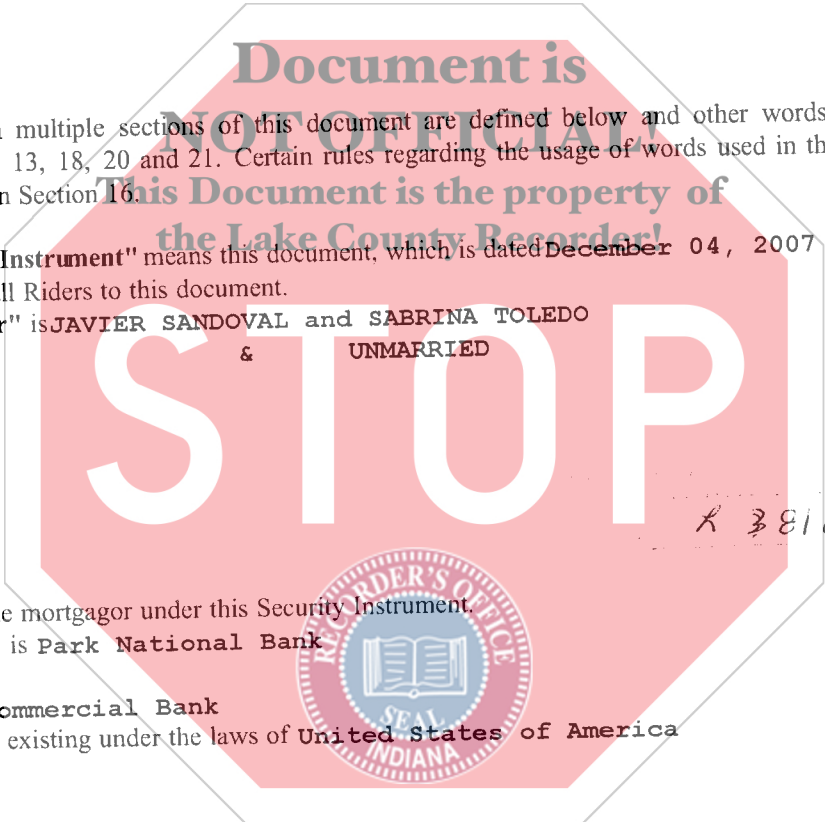 Document is
multiple sections of this document are defined below and other words
NOT OFFICIAL!
13, 18, 20 and 21. Certain rules regarding the usage of words used in th
n Section 16.
This Document is the property of
the Lake County Recorder!
Instrument" means this document, which is dated December 04, 2007
ll Riders to this document.
r" is JAVIER SANDOVAL and SABRINA TOLEDO
& UNMARRIED
STOP
e mortgagor under this Security Instrument.
is Park National Bank
ommercial Bank
existing under the laws of United States of America
RECORDER'S OFFICE
SEAL
INDIANA